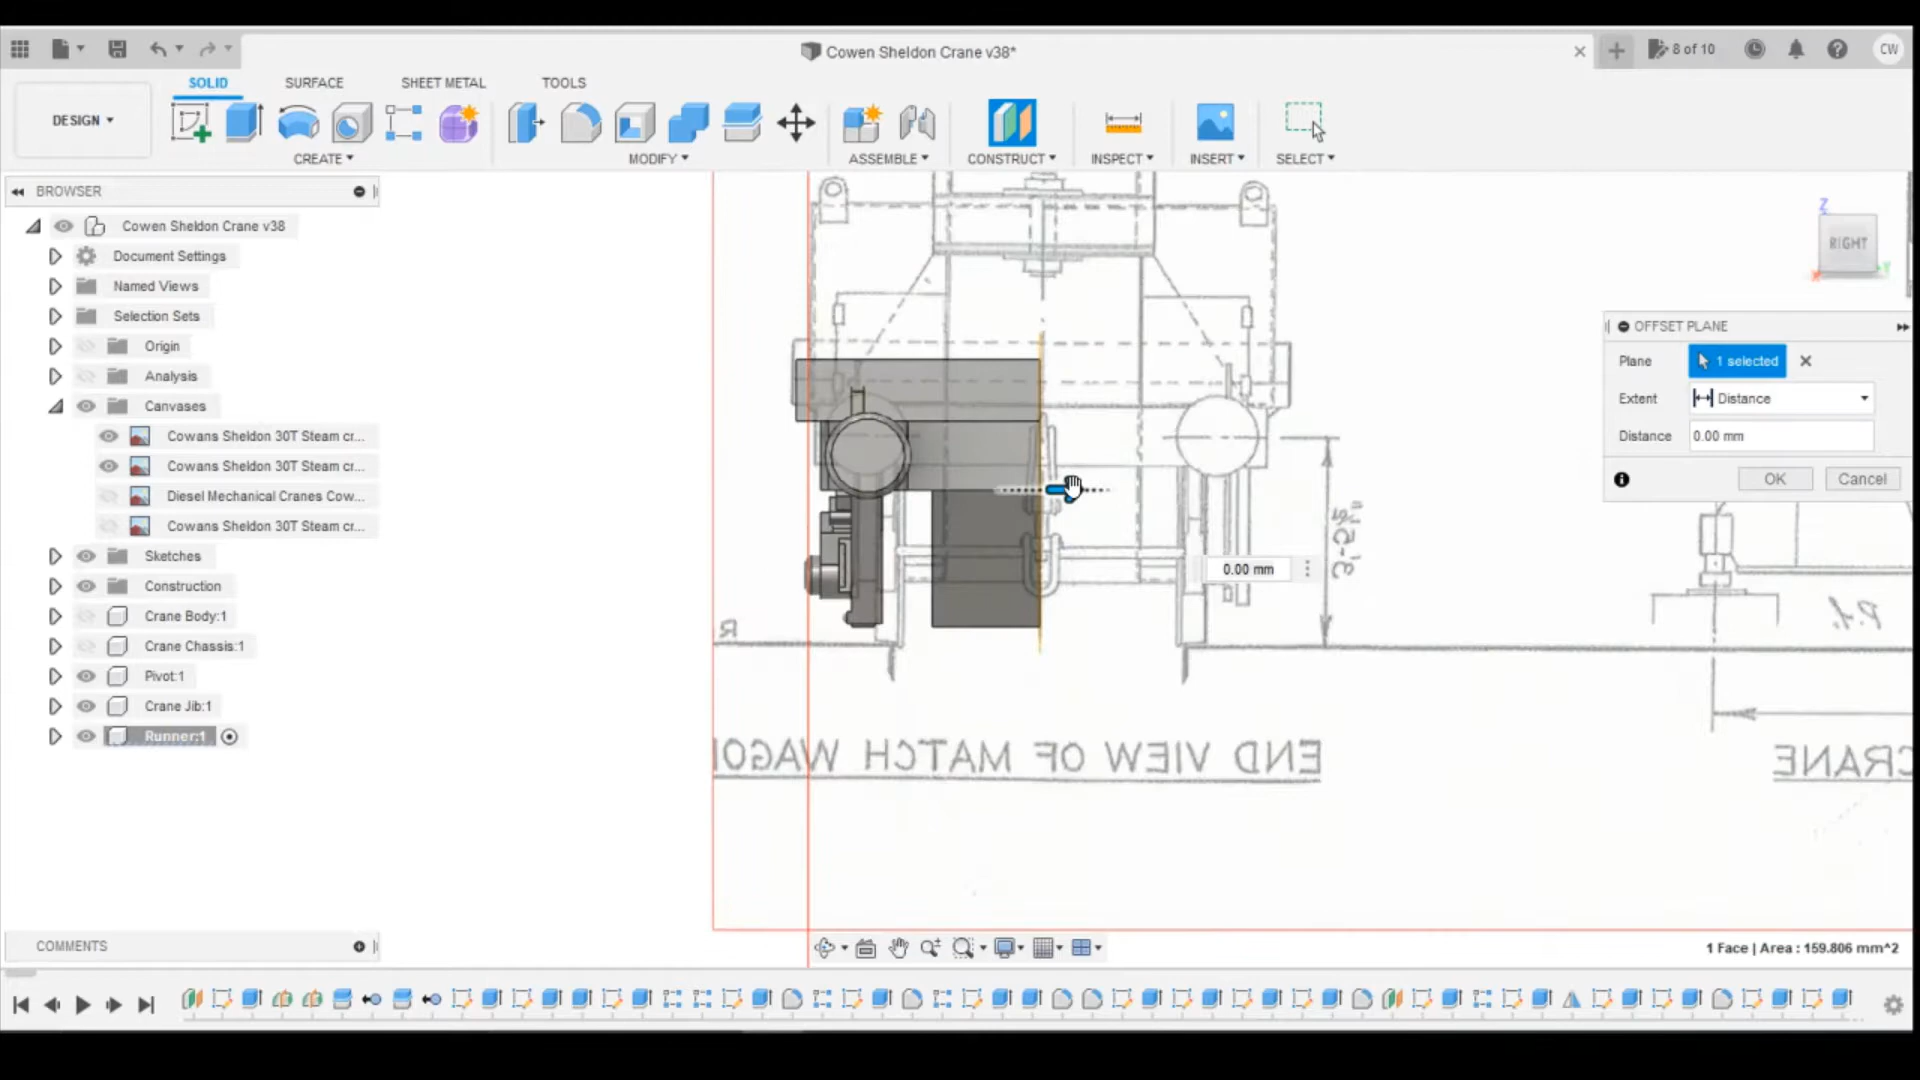 Cowen Sheldon Crane v38*
8 of 10
CW
DESIGN
SOLID
SURFACE
SHEET METAL
TOOLS
CREATE
MODIFY
ASSEMBLE
CONSTRUCT
INSPECT
INSERT
SELECT
BROWSER
Cowen Sheldon Crane v38
Document Settings
Named Views
Selection Sets
Origin
Analysis
Canvases
Cowans Sheldon 30T Steam cr...
Cowans Sheldon 30T Steam cr...
Diesel Mechanical Cranes Cow...
Cowans Sheldon 30T Steam cr...
Sketches
Construction
Crane Body:1
Crane Chassis:1
Pivot:1
Crane Jib:1
Runner:1
Z
RIGHT
X
Y
OFFSET PLANE
Plane
1 selected
Extent
Distance
Distance
0.00 mm
OK
Cancel
0.00 mm
R
END VIEW OF MATCH WAGO
CRANE
COMMENTS
1 Face | Area : 159.806 mm^2